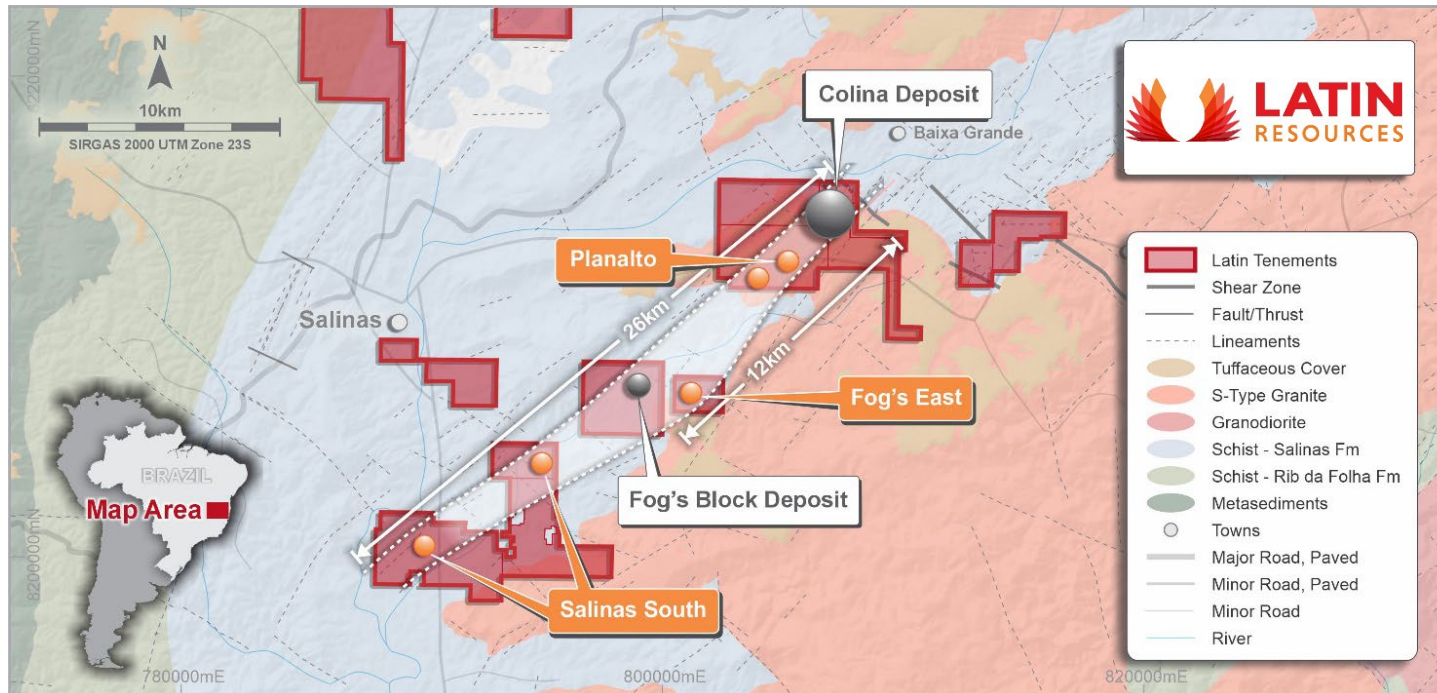 N
10km
SIRGAS 2000 UTM Zone 23S
8220000mN
8200000mN
Colina Deposit
Baixa Grande
LATIN
RESOURCES
Planalto
Salinas
26km
12km
Fog's East
Fog's Block Deposit
Salinas South
BRAZIL
Map Area
Latin Tenements
Shear Zone
Fault/Thrust
Lineaments
Tuffaceous Cover
S-Type Granite
Granodiorite
Schist - Salinas Fm
Schist - Rib da Folha Fm
Metasediments
Towns
Major Road, Paved
Minor Road, Paved
Minor Road
River
780000mE
800000mE
820000mE